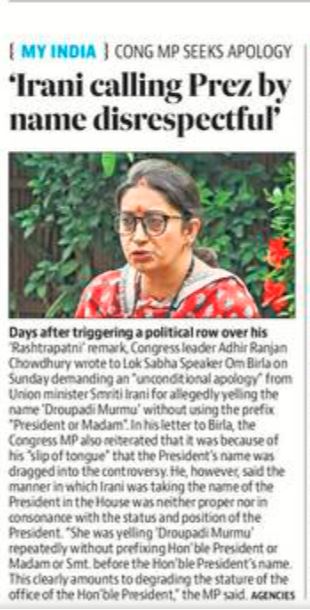 { MY INDIA } CONG MP SEEKS APOLOGY
‘Irani calling Prez by
name disrespectful’
Days after triggering a political row over his
'Rashtrapatni' remark, Congress leader Adhir Ranjan
Chowdhury wrote to Lok Sabha Speaker Om Birla on
Sunday demanding an "unconditional apology" from
Union minister Smriti Irani for allegedly yelling the
name 'Droupadi Murmu' without using the prefix
"President or Madam". In his letter to Birla, the
Congress MP also reiterated that it was because of
his "slip of tongue" that the President's name was
dragged into the controversy. He, however, said the
manner in which Irani was taking the name of the
President in the House was neither proper nor in
consonance with the status and position of the
President. "She was yelling 'Droupadi Murmu'
repeatedly without prefixing Hon'ble President or
Madam or Smt. before the Hon'ble President's name.
This clearly amounts to degrading the stature of the
office of the Hon'ble President," the MP said. AGENCIES